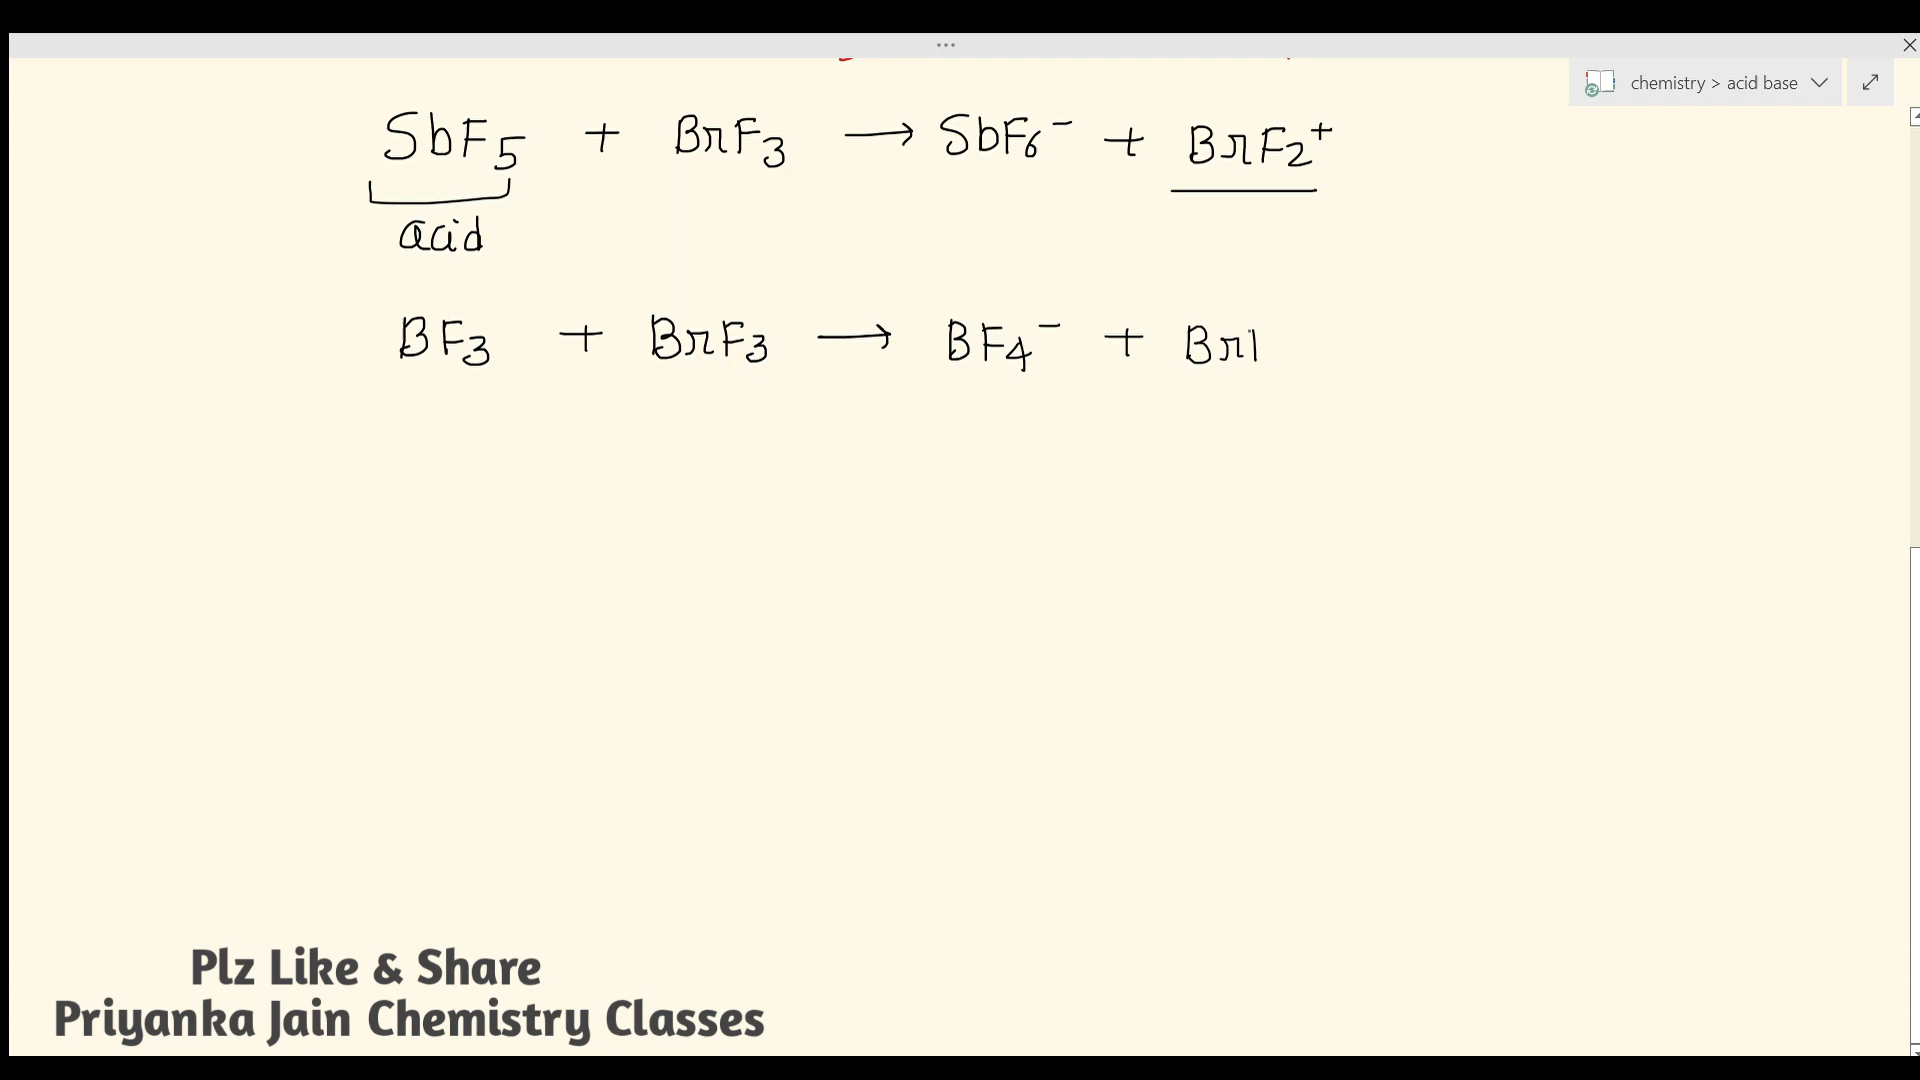 chemistry > acid base
SbF₅ + BrF₃ → SbF₆⁻ + BrF₂⁺
acid
BF₃ + BrF₃ → BF₄⁻ + Br
Plz Like & Share
Priyanka Jain Chemistry Classes